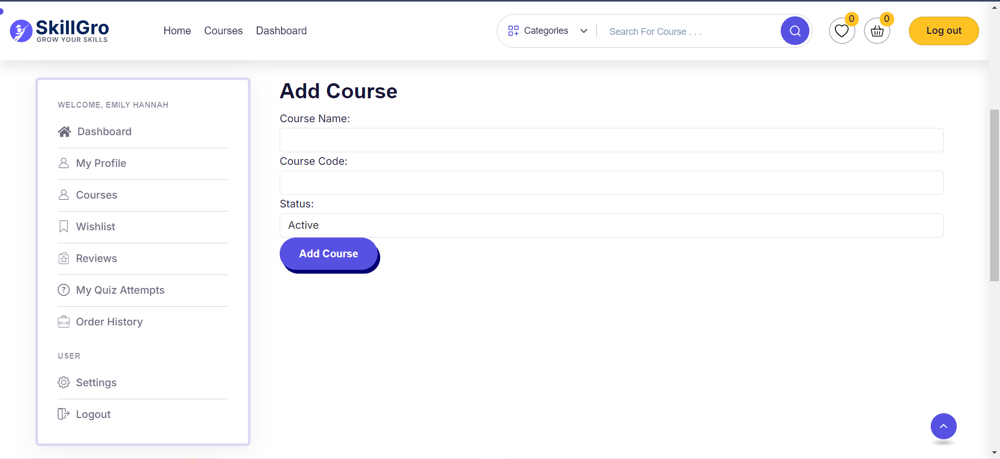 SkillGro
GROW YOUR SKILLS
Home Courses Dashboard
Categories
Search For Course . . .
0
0
Log out
WELCOME, EMILY HANNAH
Dashboard
My Profile
Courses
Wishlist
Reviews
My Quiz Attempts
Order History
USER
Settings
Logout
Add Course
Course Name:
Course Code:
Status:
Active
Add Course